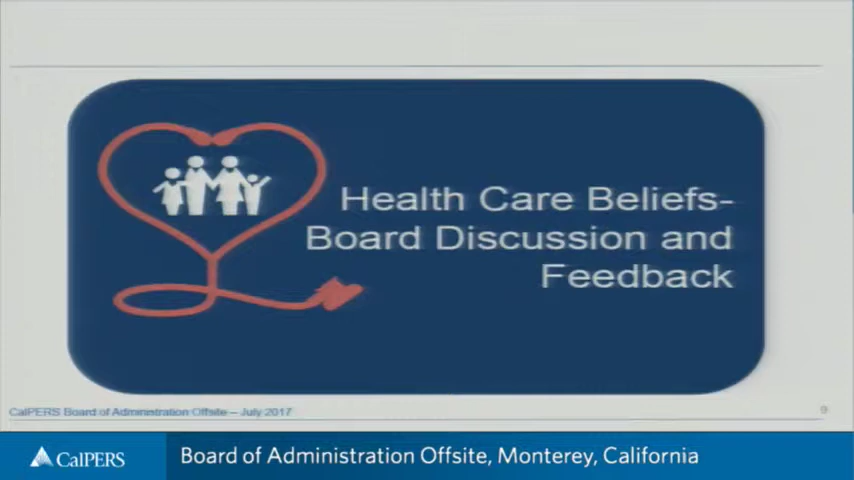 Health Care Beliefs-
Board Discussion and
Feedback
CalPERS Board of Administration Offsite – July 2017
9
CalPERS
Board of Administration Offsite, Monterey, California